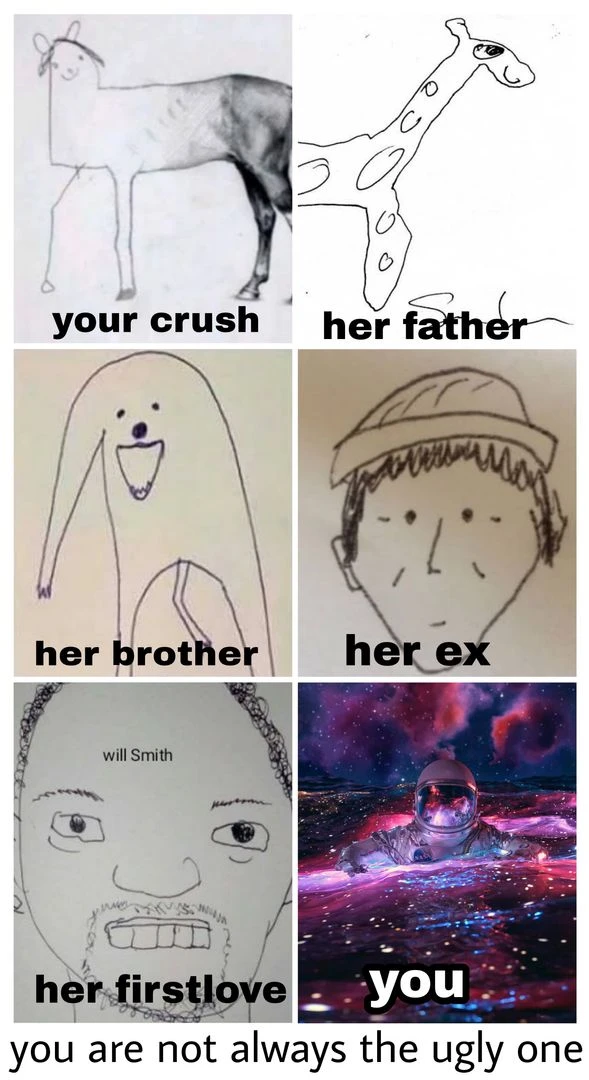 your crush
her father
her brother
her ex
will Smith
her firstlove
you
you are not always the ugly one